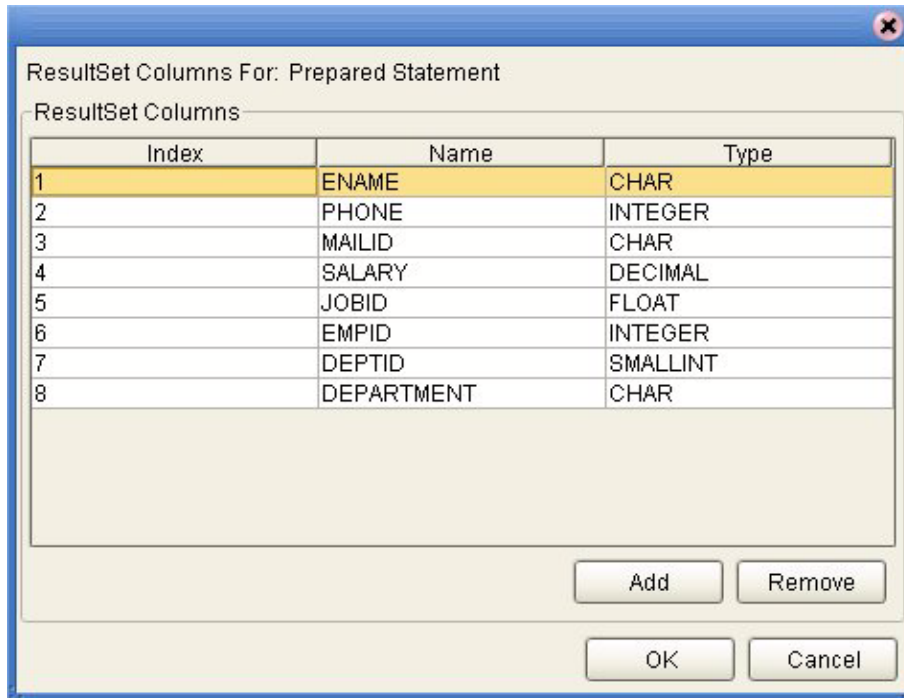 ResultSet Columns For: Prepared Statement
ResultSet Columns
Index Name Type
1 ENAME CHAR
2 PHONE INTEGER
3 MAILID CHAR
4 SALARY DECIMAL
5 JOBID FLOAT
6 EMPID INTEGER
7 DEPTID SMALLINT
8 DEPARTMENT CHAR
Add Remove
OK Cancel